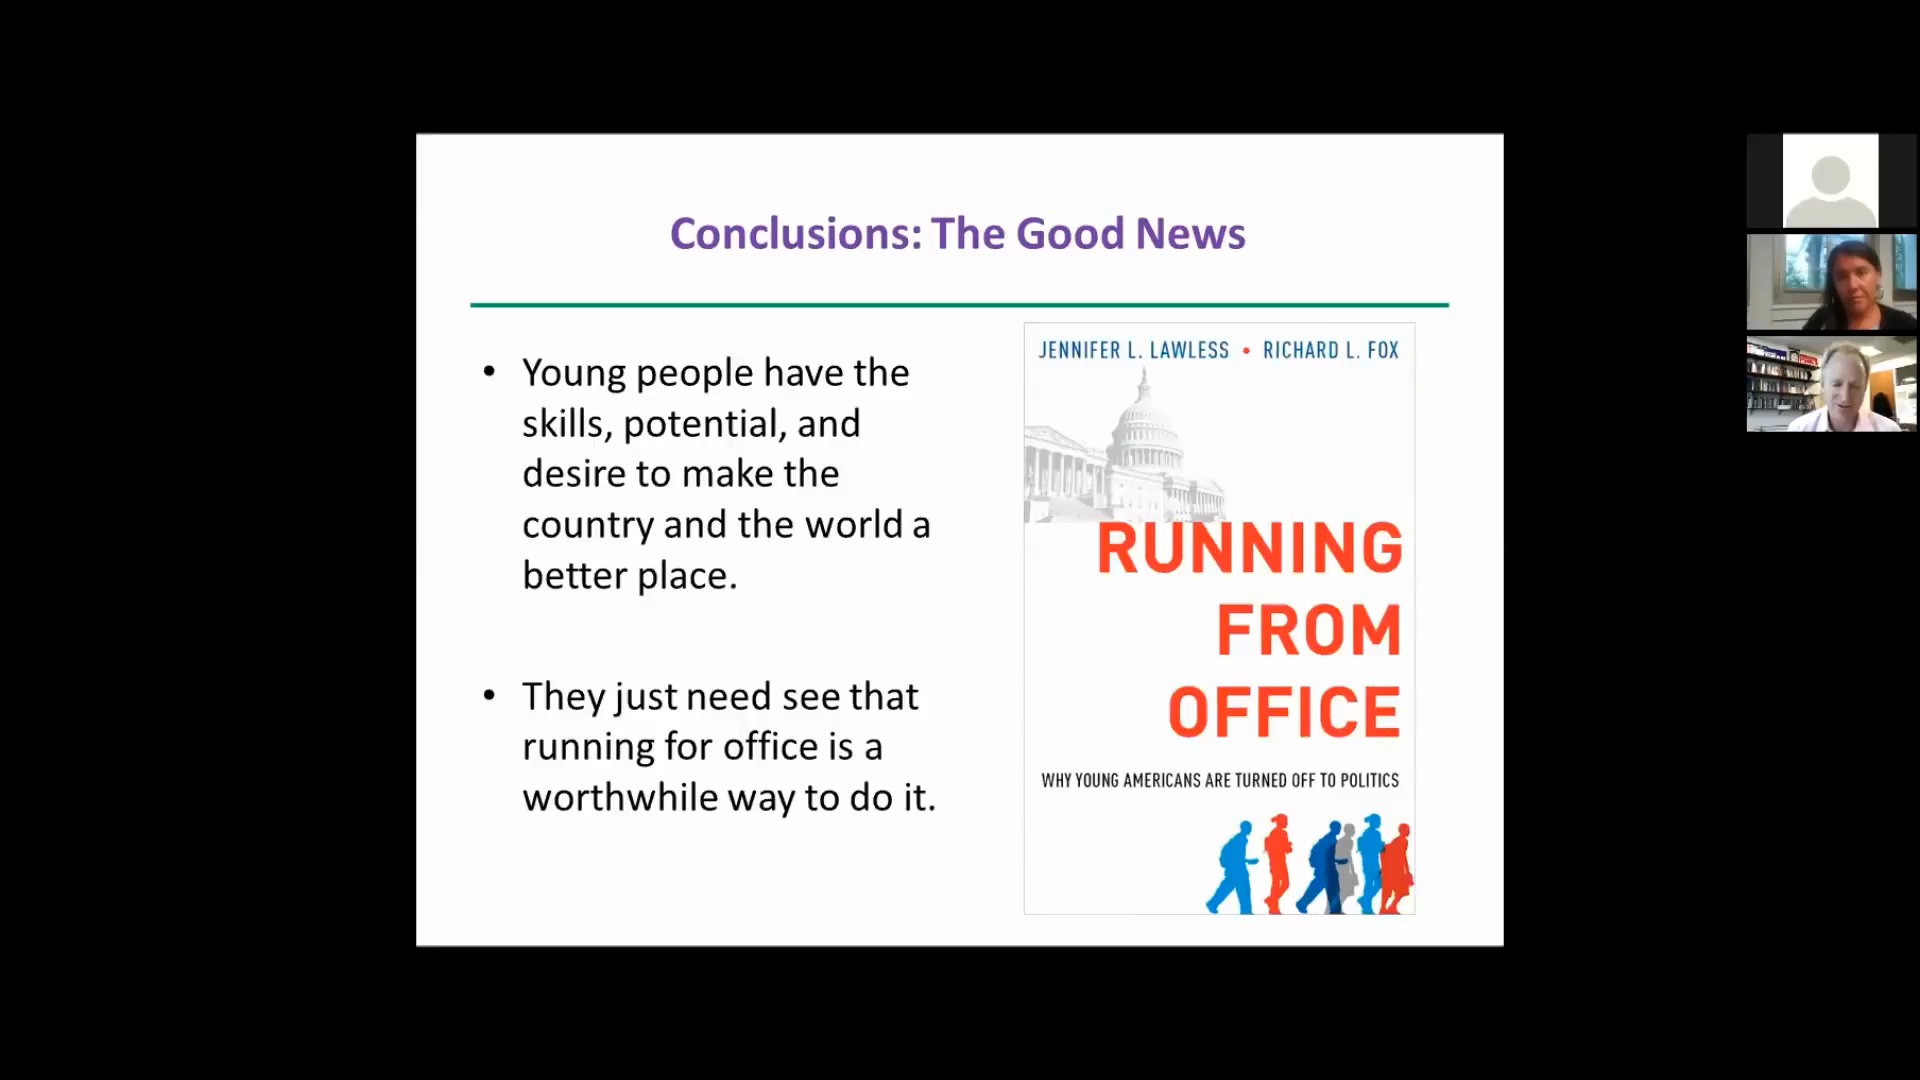 Conclusions: The Good News
• Young people have the
skills, potential, and
desire to make the
country and the world a
better place.
• They just need see that
running for office is a
worthwhile way to do it.
JENNIFER L. LAWLESS • RICHARD L. FOX
RUNNING
FROM
OFFICE
WHY YOUNG AMERICANS ARE TURNED OFF TO POLITICS